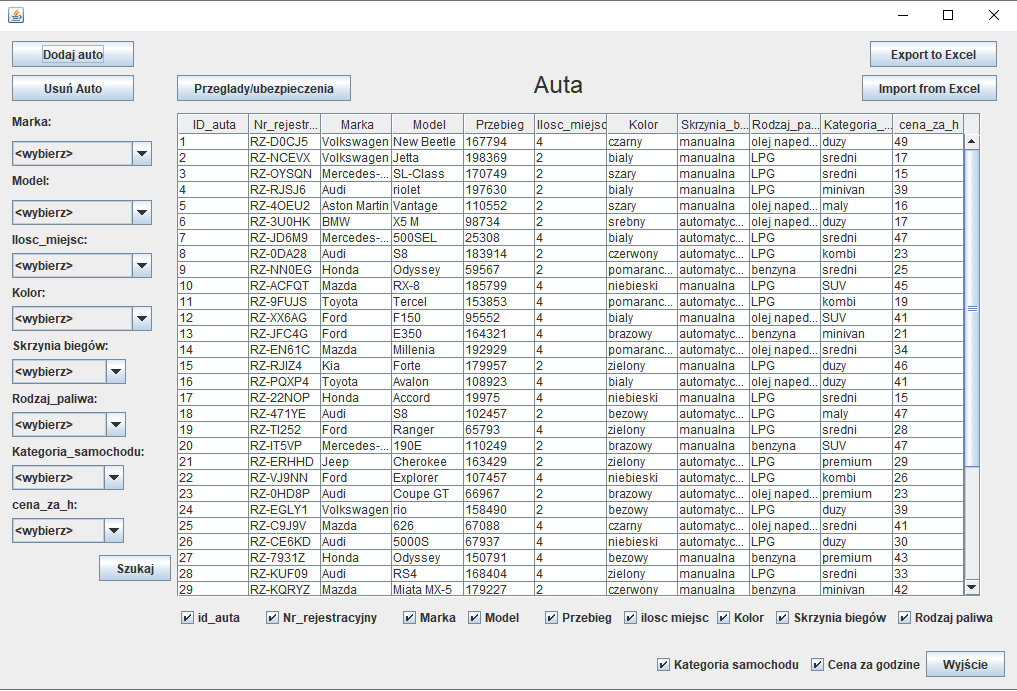 Dodaj auto
Export to Excel
Usuń Auto
Przeglady/ubezpieczenia
Auta
Import from Excel
Marka:
<wybierz>
Model:
<wybierz>
Ilosc_miejsc:
<wybierz>
Kolor:
<wybierz>
Skrzynia biegów:
<wybierz>
Rodzaj_paliwa:
<wybierz>
Kategoria_samochodu:
<wybierz>
cena_za_h:
<wybierz>
Szukaj
ID_auta Nr_rejestr... Marka Model Przebieg Ilosc_miejsc Kolor Skrzynia_b... Rodzaj_pa... Kategoria_... cena_za_h
1 RZ-D0CJ5 Volkswagen New Beetle 167794 4 czarny manualna olej naped... duzy 49
2 RZ-NCEVX Volkswagen Jetta 198369 2 bialy manualna LPG sredni 17
3 RZ-OYSQN Mercedes-... SL-Class 170749 2 szary manualna LPG sredni 15
4 RZ-RJSJ6 Audi riolet 197630 2 bialy manualna LPG minivan 39
5 RZ-4OEU2 Aston Martin Vantage 110552 2 szary manualna olej naped... maly 16
6 RZ-3U0HK BMW X5 M 98734 2 srebny automatyc... olej naped... duzy 17
7 RZ-JD6M9 Mercedes-... 500SEL 25308 4 bialy manualna LPG sredni 47
8 RZ-0DA28 Audi S8 183914 2 czerwony manualna LPG kombi 23
9 RZ-NN0EG Honda Odyssey 59567 2 pomaranc... automatyc... benzyna sredni 25
10 RZ-ACFQT Mazda RX-8 185799 4 niebieski manualna LPG SUV 45
11 RZ-9FUJS Toyota Tercel 153853 4 pomaranc... automatyc... LPG kombi 19
12 RZ-XX6AG Ford F150 95552 4 bialy manualna olej naped... SUV 41
13 RZ-JFC4G Ford E350 164321 4 brazowy automatyc... benzyna minivan 21
14 RZ-EN61C Mazda Millenia 192929 4 pomaranc... manualna olej naped... sredni 34
15 RZ-RJIZ4 Kia Forte 179957 2 zielony manualna LPG duzy 46
16 RZ-PQXP4 Toyota Avalon 108923 4 bialy automatyc... olej naped... duzy 41
17 RZ-22NOP Honda Accord 19975 4 niebieski manualna LPG sredni 15
18 RZ-471YE Audi S8 102457 2 bezowy automatyc... LPG maly 47
19 RZ-TI252 Ford Ranger 65793 4 zielony manualna LPG sredni 28
20 RZ-IT5VP Mercedes-... 190E 110249 2 brazowy manualna benzyna SUV 47
21 RZ-ERHHD Jeep Cherokee 163429 2 zielony automatyc... LPG premium 29
22 RZ-VJ9NN Ford Explorer 107457 4 niebieski automatyc... LPG kombi 26
23 RZ-0HD8P Audi Coupe GT 66967 2 brazowy automatyc... olej naped... premium 23
24 RZ-EGLY1 Volkswagen rio 158490 2 bezowy automatyc... LPG duzy 39
25 RZ-C9J9V Mazda 626 67088 4 czarny manualna olej naped... sredni 41
26 RZ-CE6KD Audi 5000S 67937 4 niebieski automatyc... LPG duzy 30
27 RZ-7931Z Honda Odyssey 150791 4 bezowy manualna benzyna premium 43
28 RZ-KUF09 Audi RS4 168404 4 zielony manualna LPG sredni 33
29 RZ-KQRYZ Mazda Miata MX-5 179227 2 czerwony manualna benzyna minivan 42
id_auta Nr_rejestracyjny Marka Model Przebieg ilosc miejsc Kolor Skrzynia biegów Rodzaj paliwa
Kategoria samochodu Cena za godzine Wyjście